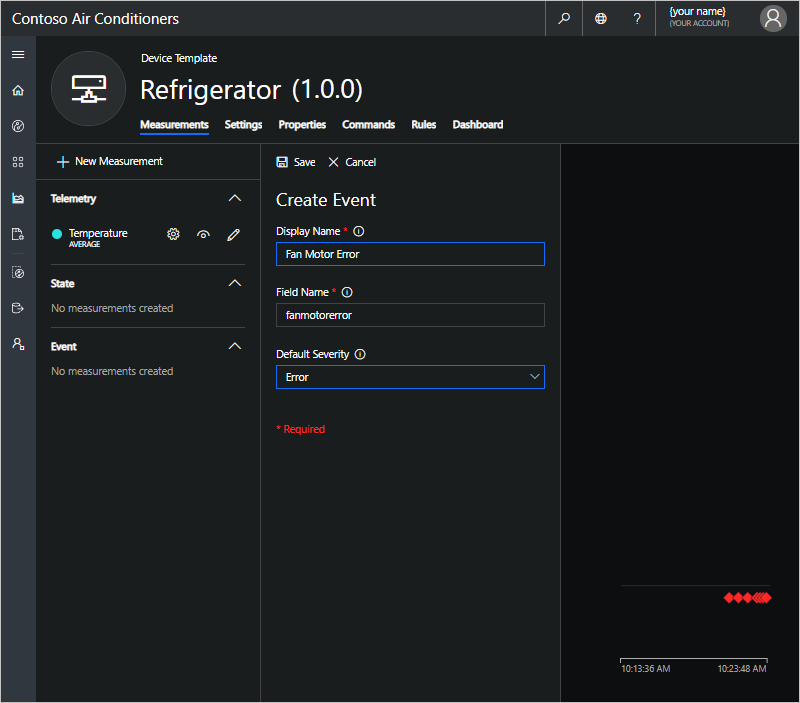 Contoso Air Conditioners
?
{your name}
(YOUR ACCOUNT)
Device Template
Refrigerator (1.0.0)
Measurements Settings Properties Commands Rules Dashboard
New Measurement
Telemetry
Temperature
AVERAGE
State
No measurements created
Event
No measurements created
Save Cancel
Create Event
Display Name *
Fan Motor Error
Field Name *
fanmotorerror
Default Severity
Error
* Required
10:13:36 AM 10:23:48 AM